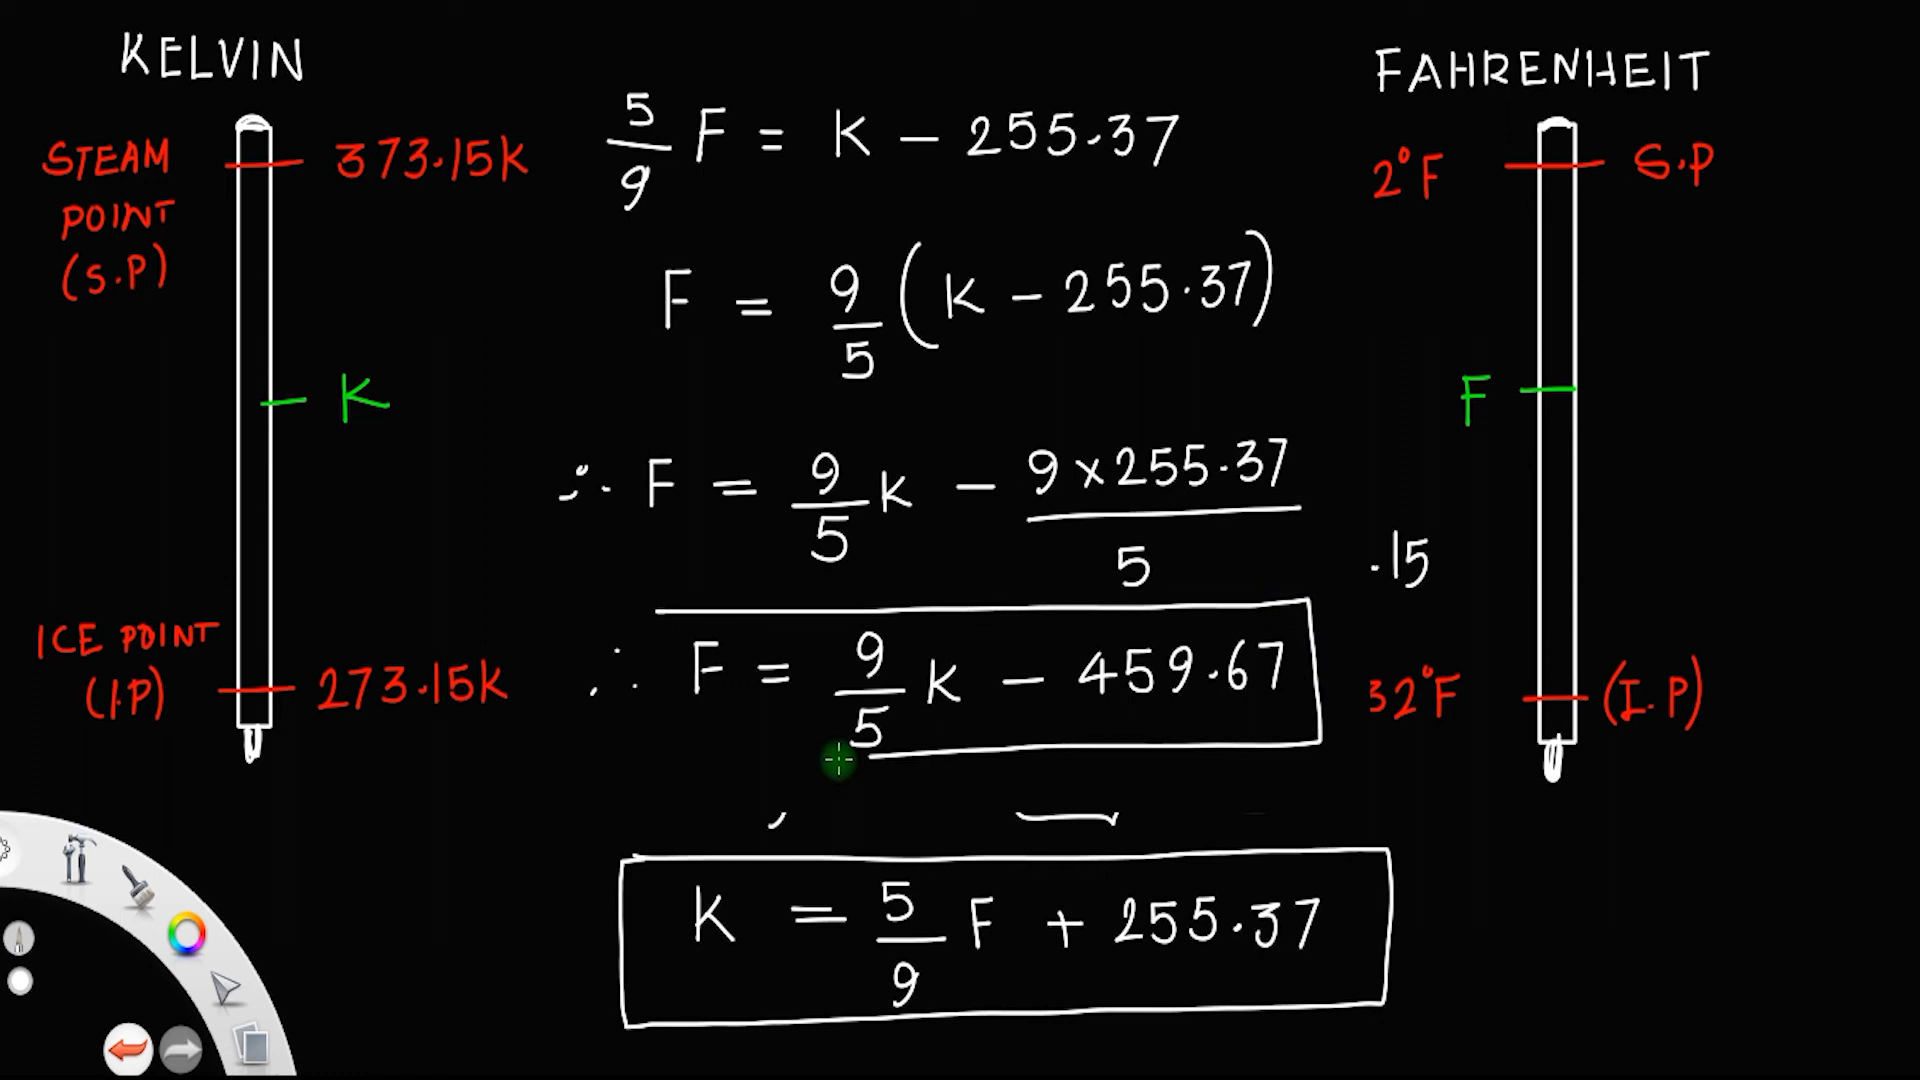 KELVIN
STEAM
POINT
(S.P)
373.15K
K
ICE POINT
(I.P)
273.15K
5/9 F = K - 255.37
F = 9/5 (K - 255.37)
∴ F = 9/5 K - 9×255.37/5
.15
∴ F = 9/5 K - 459.67
K = 5/9 F + 255.37
FAHRENHEIT
2°F
S.P
F
32°F
(I.P)